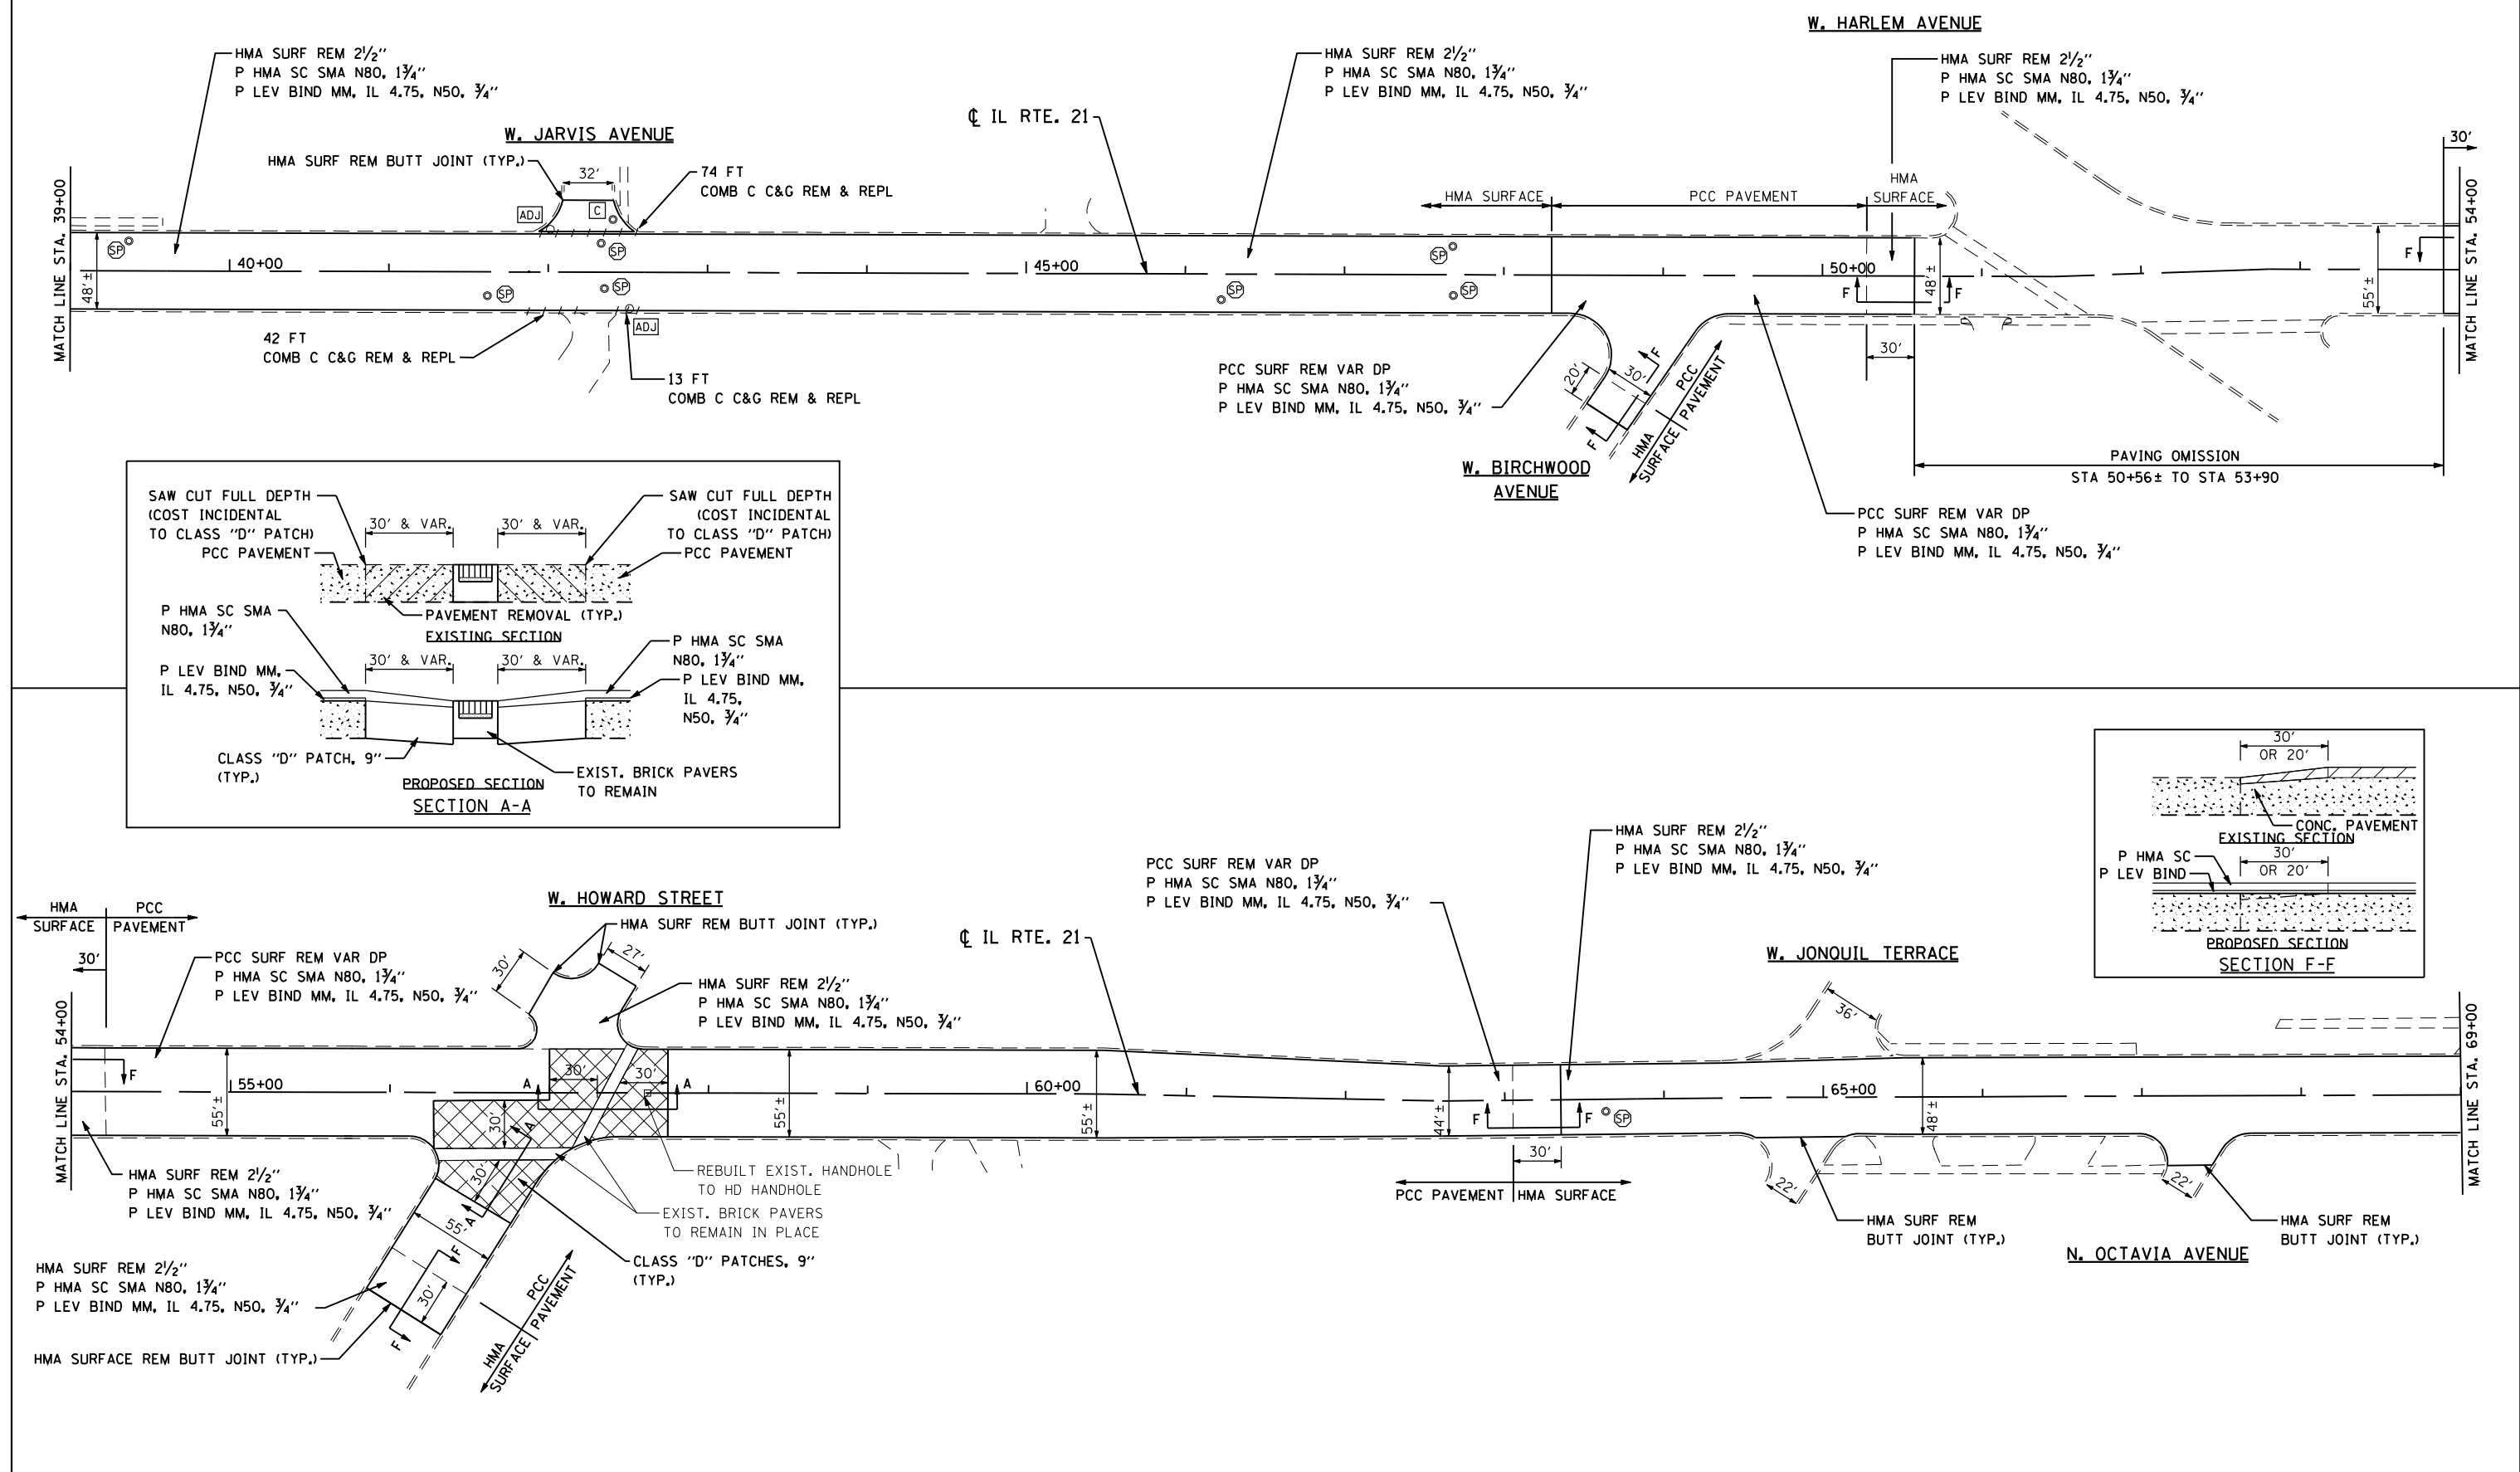 W. HARLEM AVENUE
HMA SURF REM 2½"
P HMA SC SMA N80, 1¾"
P LEV BIND MM, IL 4.75, N50, ¾"
HMA SURF REM 2½"
P HMA SC SMA N80, 1¾"
P LEV BIND MM, IL 4.75, N50, ¾"
HMA SURF REM 2½"
P HMA SC SMA N80, 1¾"
P LEV BIND MM, IL 4.75, N50, ¾"
℄ IL RTE. 21
W. JARVIS AVENUE
30'
HMA SURF REM BUTT JOINT (TYP.)
32'
74 FT
COMB C C&G REM & REPL
ADJ
C
HMA SURFACE
PCC PAVEMENT
HMA
SURFACE
MATCH LINE STA. 39+00
48'±
SP
40+00
SP
SP
SP
45+00
SP
SP
SP
50+00
F
F
48'±
55'±
F
MATCH LINE STA. 54+00
ADJ
42 FT
COMB C C&G REM & REPL
13 FT
COMB C C&G REM & REPL
PCC SURF REM VAR DP
P HMA SC SMA N80, 1¾"
P LEV BIND MM, IL 4.75, N50, ¾"
20'
30'
F
F
PCC
PAVEMENT
HMA
SURFACE
30'
W. BIRCHWOOD
AVENUE
PAVING OMISSION
STA 50+56± TO STA 53+90
PCC SURF REM VAR DP
P HMA SC SMA N80, 1¾"
P LEV BIND MM, IL 4.75, N50, ¾"
SAW CUT FULL DEPTH
(COST INCIDENTAL
TO CLASS "D" PATCH)
PCC PAVEMENT
30' & VAR.
30' & VAR.
SAW CUT FULL DEPTH
(COST INCIDENTAL
TO CLASS "D" PATCH)
PCC PAVEMENT
PAVEMENT REMOVAL (TYP.)
EXISTING SECTION
P HMA SC SMA
N80, 1¾"
P LEV BIND MM,
IL 4.75, N50, ¾"
30' & VAR.
30' & VAR.
P HMA SC SMA
N80, 1¾"
P LEV BIND MM,
IL 4.75,
N50, ¾"
CLASS "D" PATCH, 9"
(TYP.)
EXIST. BRICK PAVERS
TO REMAIN
PROPOSED SECTION
SECTION A-A
30'
OR 20'
CONC. PAVEMENT
EXISTING SECTION
P HMA SC
P LEV BIND
30'
OR 20'
PROPOSED SECTION
SECTION F-F
HMA
SURFACE
PCC
PAVEMENT
30'
PCC SURF REM VAR DP
P HMA SC SMA N80, 1¾"
P LEV BIND MM, IL 4.75, N50, ¾"
W. HOWARD STREET
HMA SURF REM BUTT JOINT (TYP.)
30'
27'
HMA SURF REM 2½"
P HMA SC SMA N80, 1¾"
P LEV BIND MM, IL 4.75, N50, ¾"
℄ IL RTE. 21
PCC SURF REM VAR DP
P HMA SC SMA N80, 1¾"
P LEV BIND MM, IL 4.75, N50, ¾"
HMA SURF REM 2½"
P HMA SC SMA N80, 1¾"
P LEV BIND MM, IL 4.75, N50, ¾"
W. JONQUIL TERRACE
36'
MATCH LINE STA. 54+00
F
55+00
55'±
A
30'
30'
A
30'
A
30'
A
55'±
60+00
55'±
44'±
F
F
SP
30'
65+00
48'±
MATCH LINE STA. 69+00
PCC PAVEMENT
HMA SURFACE
22'
22'
HMA SURF REM
BUTT JOINT (TYP.)
HMA SURF REM
BUTT JOINT (TYP.)
N. OCTAVIA AVENUE
HMA SURF REM 2½"
P HMA SC SMA N80, 1¾"
P LEV BIND MM, IL 4.75, N50, ¾"
REBUILT EXIST. HANDHOLE
TO HD HANDHOLE
EXIST. BRICK PAVERS
TO REMAIN IN PLACE
CLASS "D" PATCHES, 9"
(TYP.)
55'
F
30'
F
HMA SURF REM 2½"
P HMA SC SMA N80, 1¾"
P LEV BIND MM, IL 4.75, N50, ¾"
HMA SURFACE REM BUTT JOINT (TYP.)
PCC
PAVEMENT
HMA
SURFACE